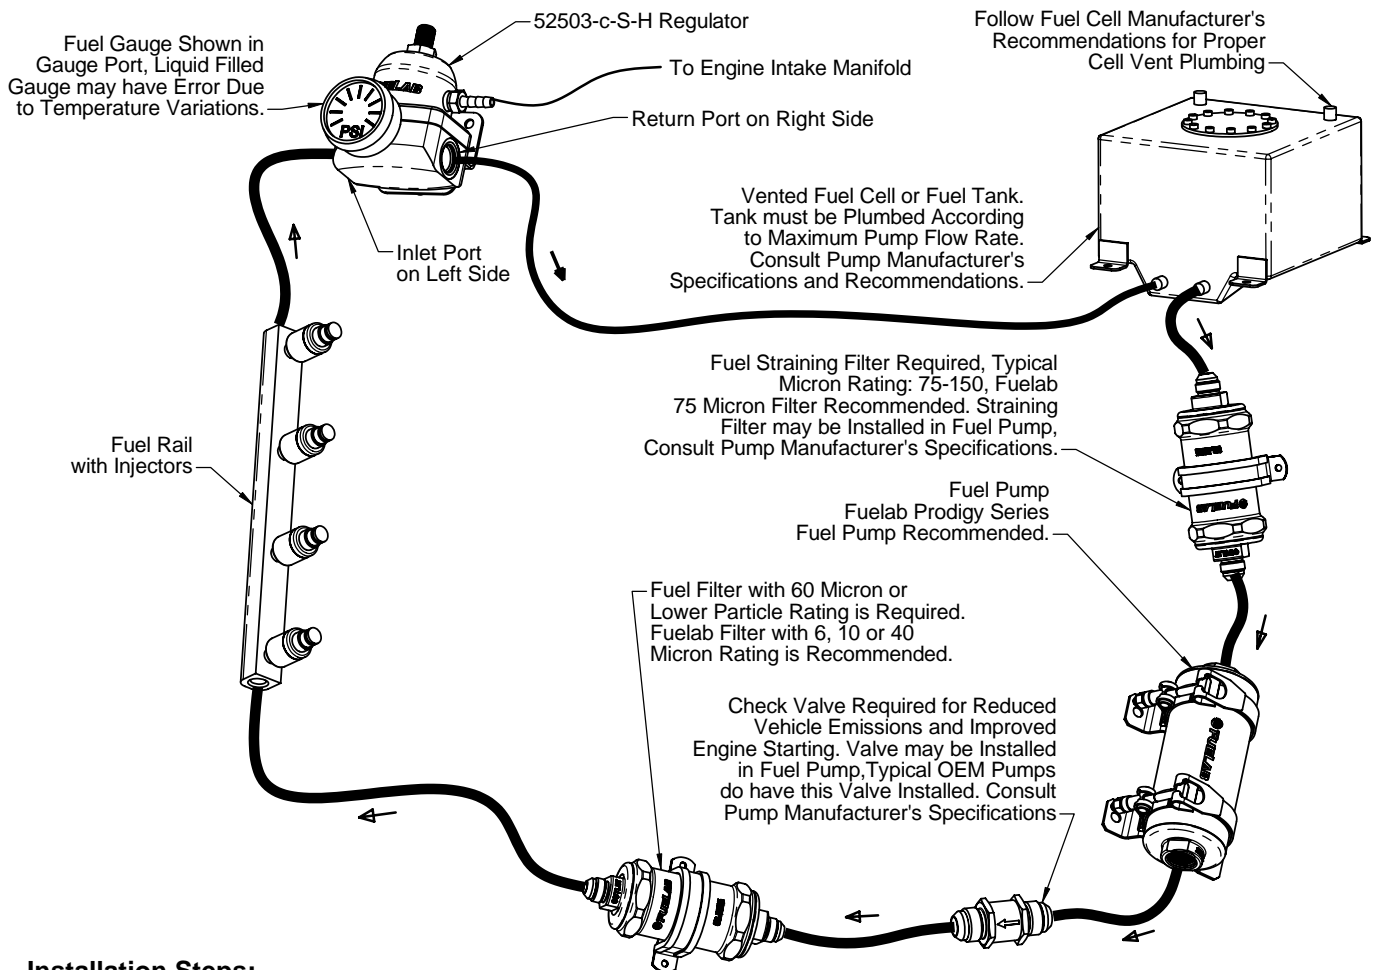 52503-c-S-H Regulator
Fuel Gauge Shown in
Gauge Port, Liquid Filled
Gauge may have Error Due
to Temperature Variations.
To Engine Intake Manifold
Return Port on Right Side
PSI
Inlet Port
on Left Side
Follow Fuel Cell Manufacturer's
Recommendations for Proper
Cell Vent Plumbing
Vented Fuel Cell or Fuel Tank.
Tank must be Plumbed According
to Maximum Pump Flow Rate.
Consult Pump Manufacturer's
Specifications and Recommendations.
Fuel Straining Filter Required, Typical
Micron Rating: 75-150, Fuelab
75 Micron Filter Recommended. Straining
Filter may be Installed in Fuel Pump,
Consult Pump Manufacturer's Specifications.
FUELAB
Fuel Rail
with Injectors
Fuel Pump
Fuelab Prodigy Series
Fuel Pump Recommended.
FUELAB
Fuel Filter with 60 Micron or
Lower Particle Rating is Required.
Fuelab Filter with 6, 10 or 40
Micron Rating is Recommended.
FUELAB
Check Valve Required for Reduced
Vehicle Emissions and Improved
Engine Starting. Valve may be Installed
in Fuel Pump,Typical OEM Pumps
do have this Valve Installed. Consult
Pump Manufacturer's Specifications
Installation Steps: